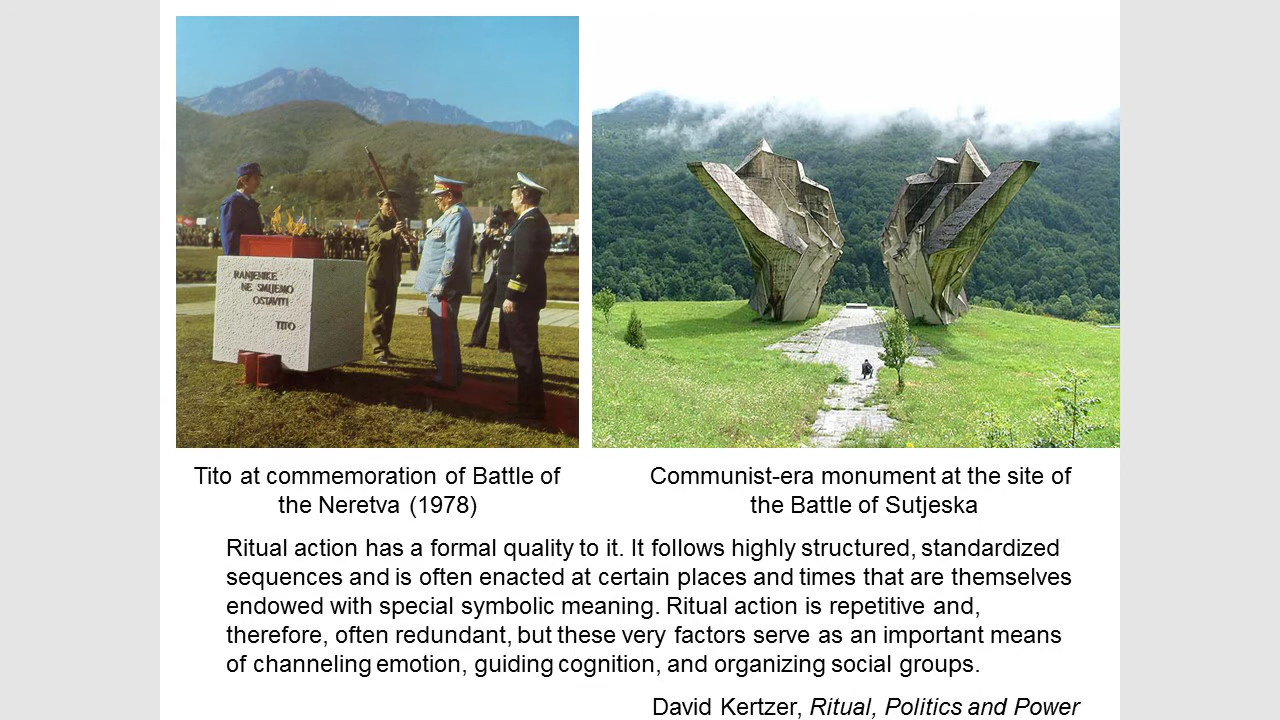 RANJENIKE
NE SMIJEMO
OSTAVITI
TITO
Tito at commemoration of Battle of
the Neretva (1978)
Communist-era monument at the site of
the Battle of Sutjeska
Ritual action has a formal quality to it. It follows highly structured, standardized
sequences and is often enacted at certain places and times that are themselves
endowed with special symbolic meaning. Ritual action is repetitive and,
therefore, often redundant, but these very factors serve as an important means
of channeling emotion, guiding cognition, and organizing social groups.
David Kertzer, Ritual, Politics and Power